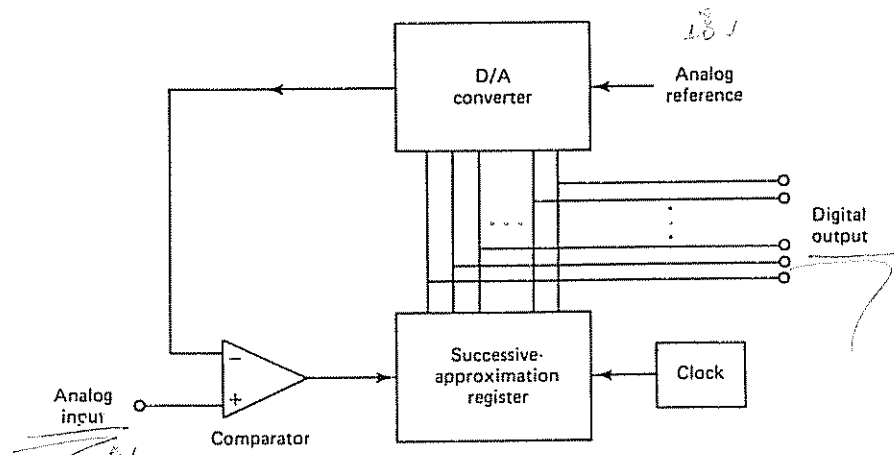 D/A
converter
Analog
reference
Digital
output
Successive-
approximation
register
Clock
Analog
input
−
+
Comparator